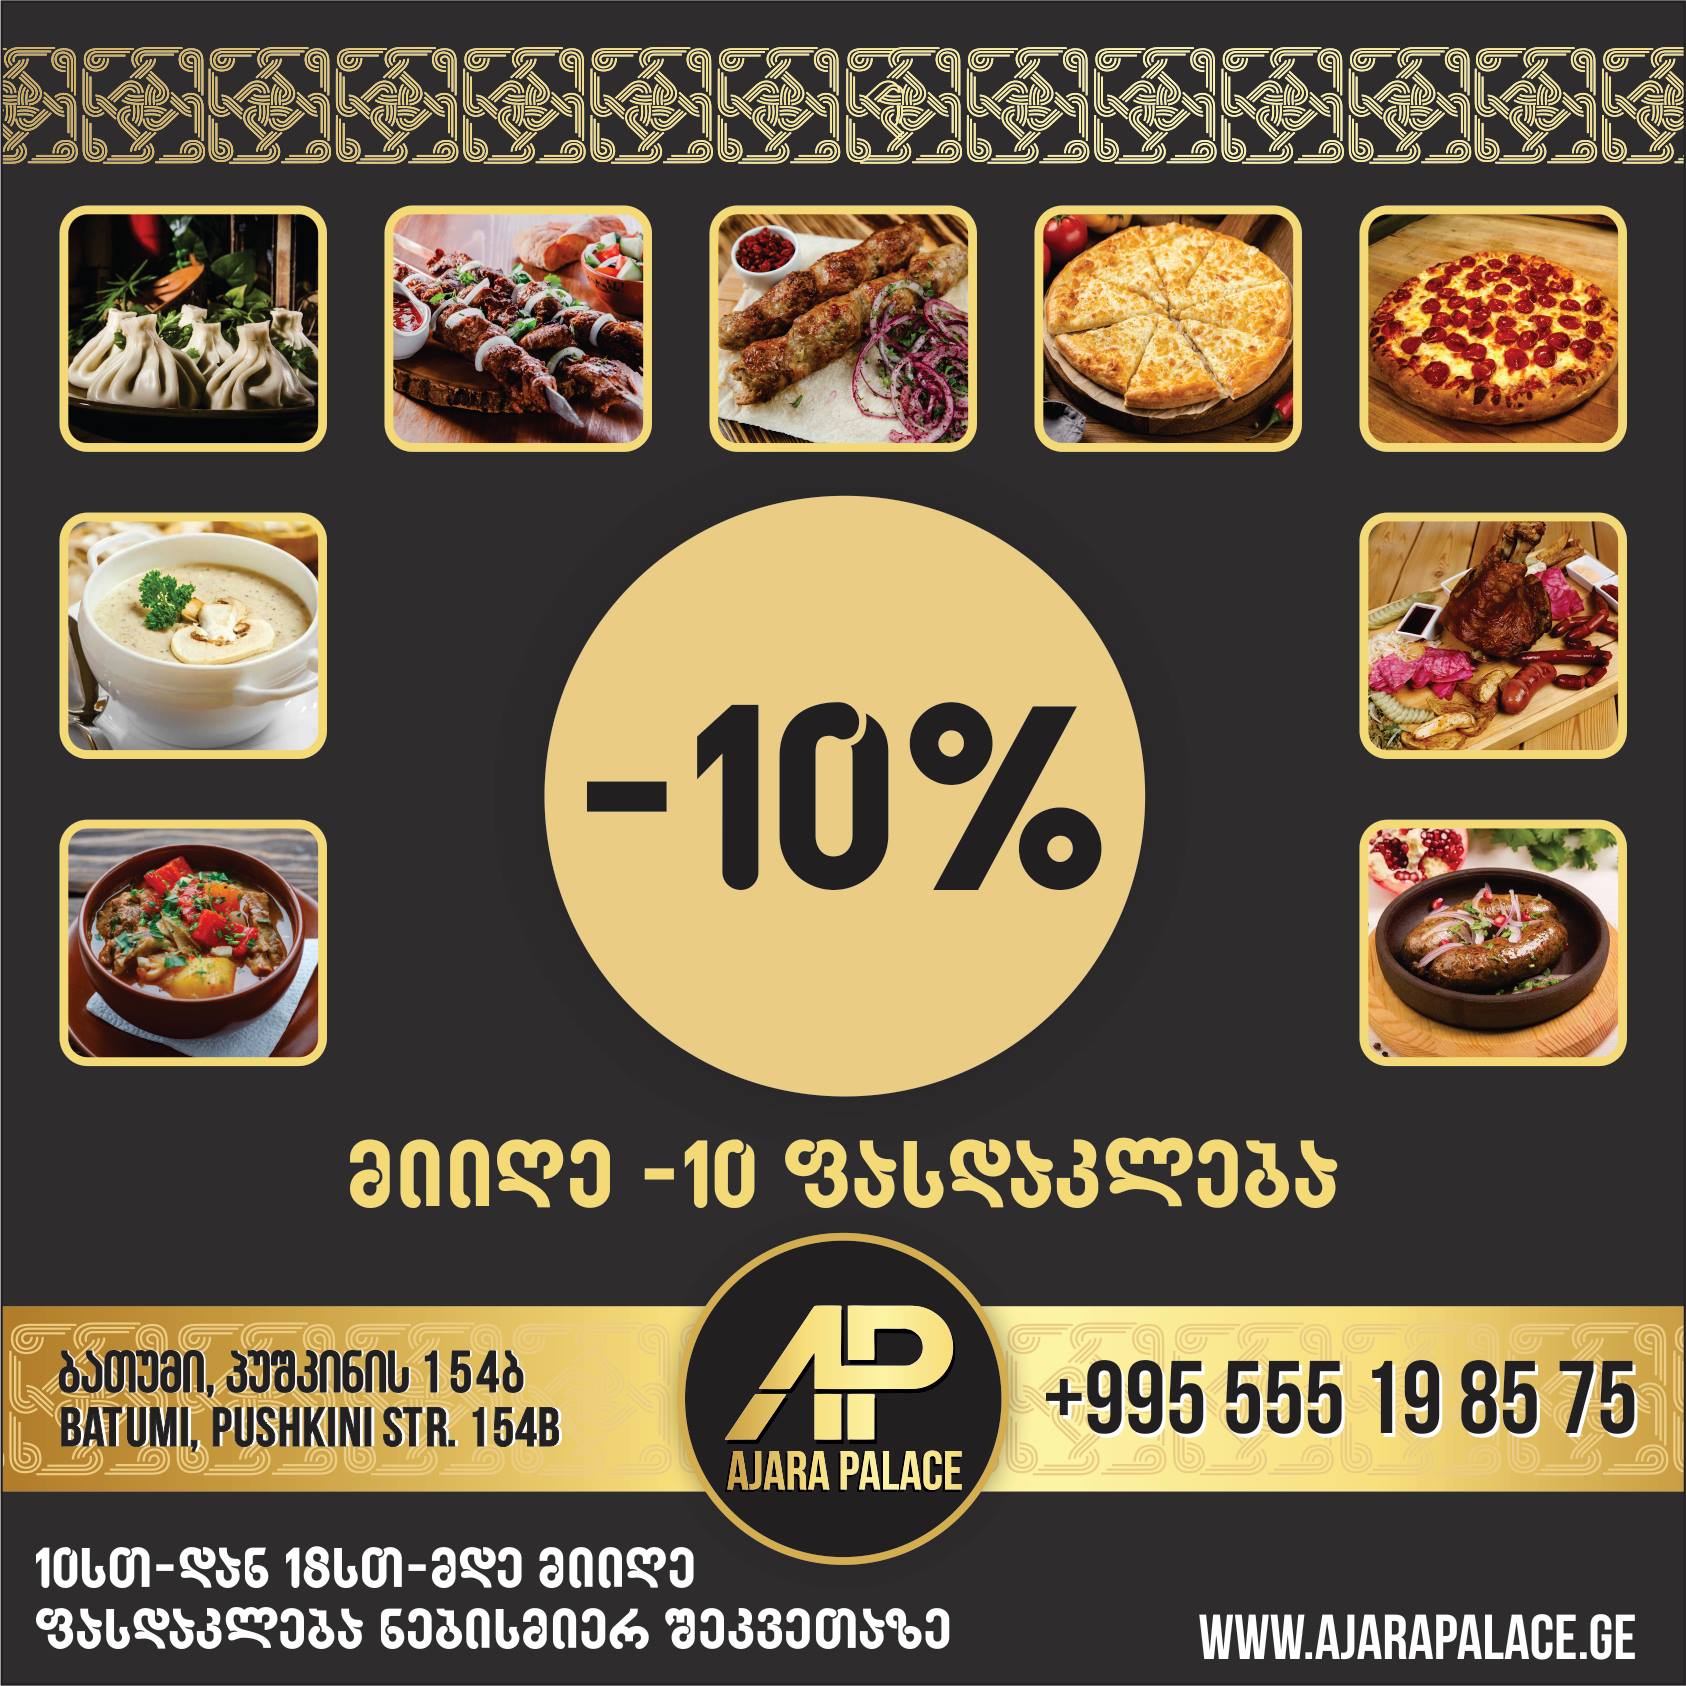 -10%
მიიღე -10 ფასდაკლება
ბათუმი, პუშკინის 154ბ
BATUMI, PUSHKINI STR. 154B
AP
AJARA PALACE
+995 555 19 85 75
10სთ-დან 18სთ-მდე მიიღე
ფასდაკლება ნებისმიერ შეკვეთაზე
WWW.AJARAPALACE.GE